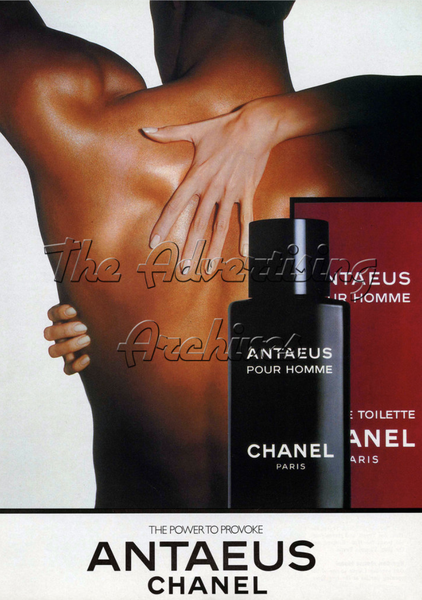 The Advertising
Archives
ANTAEUS
POUR HOMME
CHANEL
PARIS
NTAEUS
UR HOMME
E TOILETTE
ANEL
ARIS
THE POWER TO PROVOKE
ANTAEUS
CHANEL